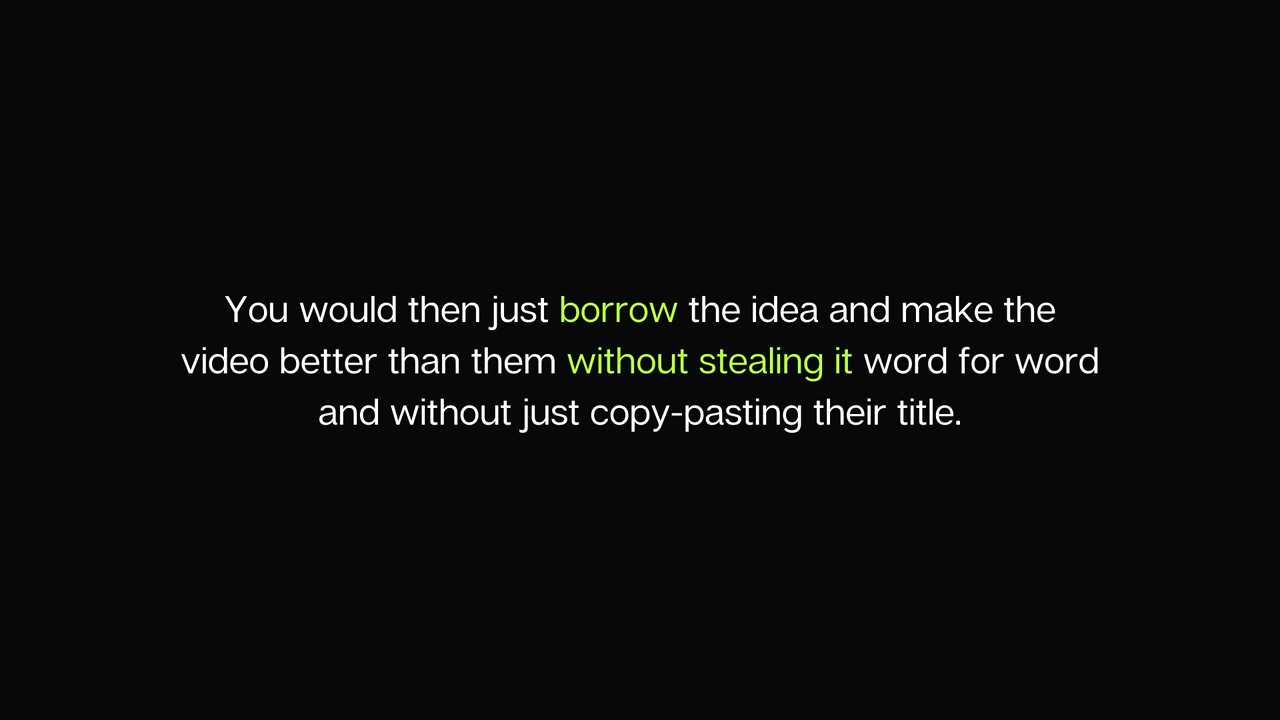 You would then just borrow the idea and make the
video better than them without stealing it word for word
and without just copy-pasting their title.